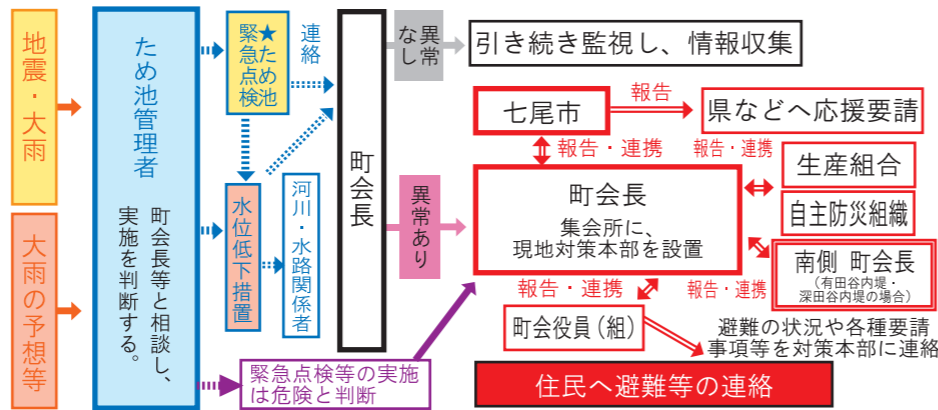 地震・大雨
大雨の予想等
ため池管理者
町会長等と相談し、
実施を判断する。
★ため池
緊急点検
連絡
水位低下措置
河川・水路関係者
緊急点検等の実施
は危険と判断
町会長
異常
なし
引き続き監視し、情報収集
異常あり
七尾市
報告
県などへ応援要請
報告・連携
報告・連携
町会長
集会所に、
現地対策本部を設置
生産組合
自主防災組織
南側 町会長
(有田谷内堤・
深田谷内堤の場合)
報告・連携
報告・連携
町会役員(組)
避難の状況や各種要請
事項等を対策本部に連絡
住民へ避難等の連絡